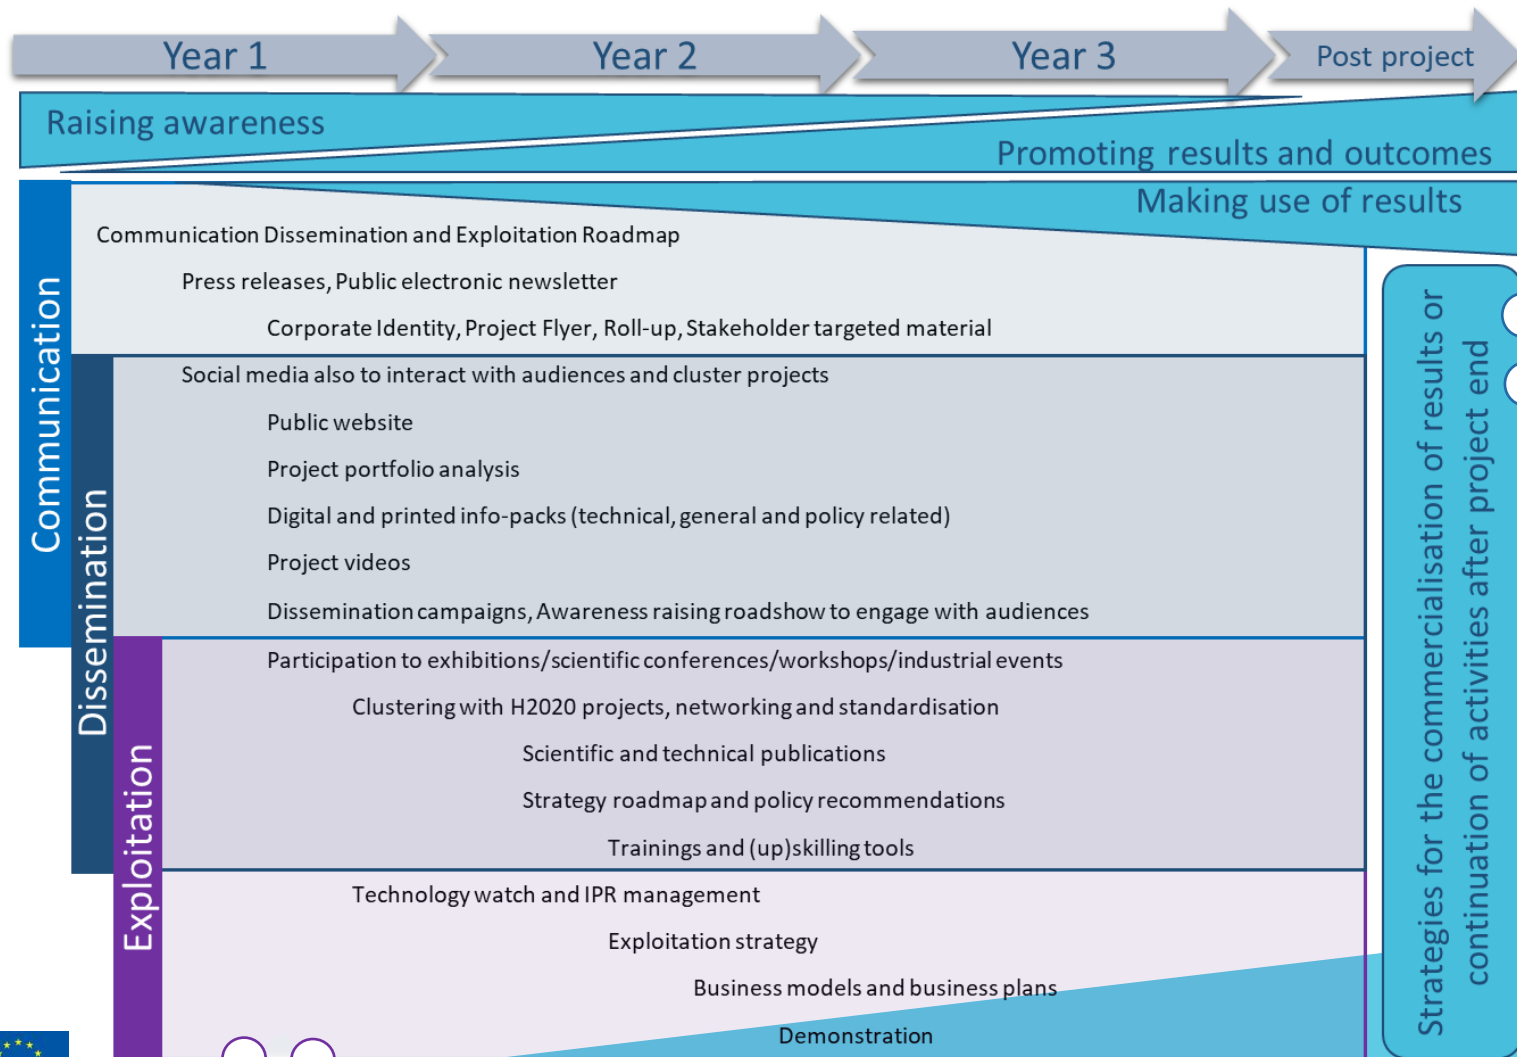 Year 1
Year 2
Year 3
Post project
Raising awareness
Promoting results and outcomes
Making use of results
Communication
Communication Dissemination and Exploitation Roadmap
Press releases, Public electronic newsletter
Corporate Identity, Project Flyer, Roll-up, Stakeholder targeted material
Dissemination
Social media also to interact with audiences and cluster projects
Public website
Project portfolio analysis
Digital and printed info-packs (technical, general and policy related)
Project videos
Dissemination campaigns, Awareness raising roadshow to engage with audiences
Exploitation
Participation to exhibitions/scientific conferences/workshops/industrial events
Clustering with H2020 projects, networking and standardisation
Scientific and technical publications
Strategy roadmap and policy recommendations
Trainings and (up)skilling tools
Technology watch and IPR management
Exploitation strategy
Business models and business plans
Demonstration
Strategies for the commercialisation of results or
continuation of activities after project end